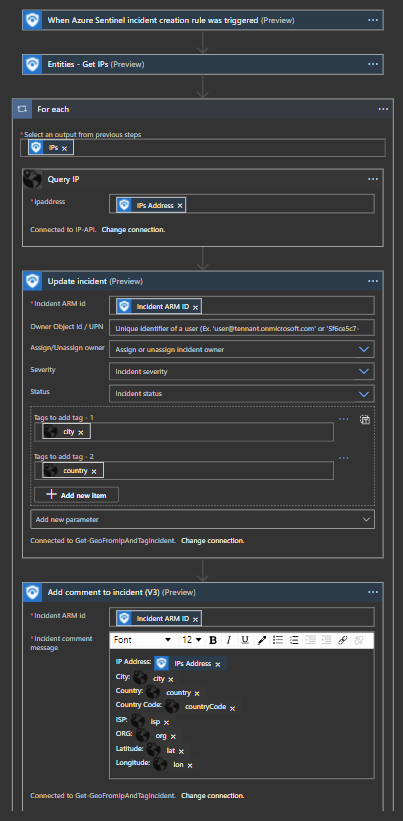 When Azure Sentinel incident creation rule was triggered (Preview)
Entities - Get IPs (Preview)
For each
* Select an output from previous steps
IPs ×
Query IP
* Ipaddress
IPs Address ×
Connected to IP-API. Change connection.
Update incident (Preview)
* Incident ARM id
Incident ARM ID ×
Owner Object Id / UPN
Unique identifier of a user (Ex. 'user@tennant.onmicrosoft.com' or '5f6ce5c7-
Assign/Unassign owner
Assign or unassign incident owner
Severity
Incident severity
Status
Incident status
Tags to add tag - 1
city ×
Tags to add tag - 2
country ×
+ Add new item
Add new parameter
Connected to Get-GeoFromIpAndTagIncident. Change connection.
Add comment to incident (V3) (Preview)
* Incident ARM id
Incident ARM ID ×
* Incident comment
message
Font 12 B I U
IP Address: IPs Address ×
City: city ×
Country: country ×
Country Code: countryCode ×
ISP: isp ×
ORG: org ×
Latitude: lat ×
Longitude: lon ×
Connected to Get-GeoFromIpAndTagIncident. Change connection.